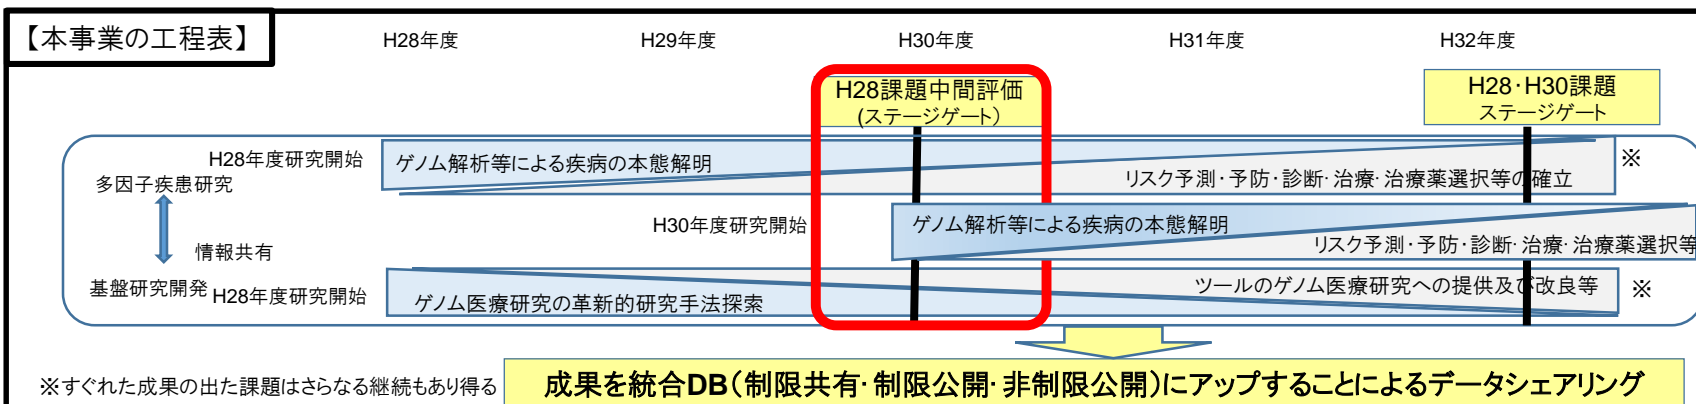 【本事業の工程表】
H28年度
H29年度
H30年度
H31年度
H32年度
H28課題中間評価
(ステージゲート)
H28・H30課題
ステージゲート
H28年度研究開始
多因子疾患研究
ゲノム解析等による疾病の本態解明
リスク予測・予防・診断・治療・治療薬選択等の確立
※
H30年度研究開始
ゲノム解析等による疾病の本態解明
リスク予測・予防・診断・治療・治療薬選択等
情報共有
基盤研究開発
H28年度研究開始
ゲノム医療研究の革新的研究手法探索
ツールのゲノム医療研究への提供及び改良等
※
※すぐれた成果の出た課題はさらなる継続もあり得る
成果を統合DB(制限共有・制限公開・非制限公開)にアップすることによるデータシェアリング